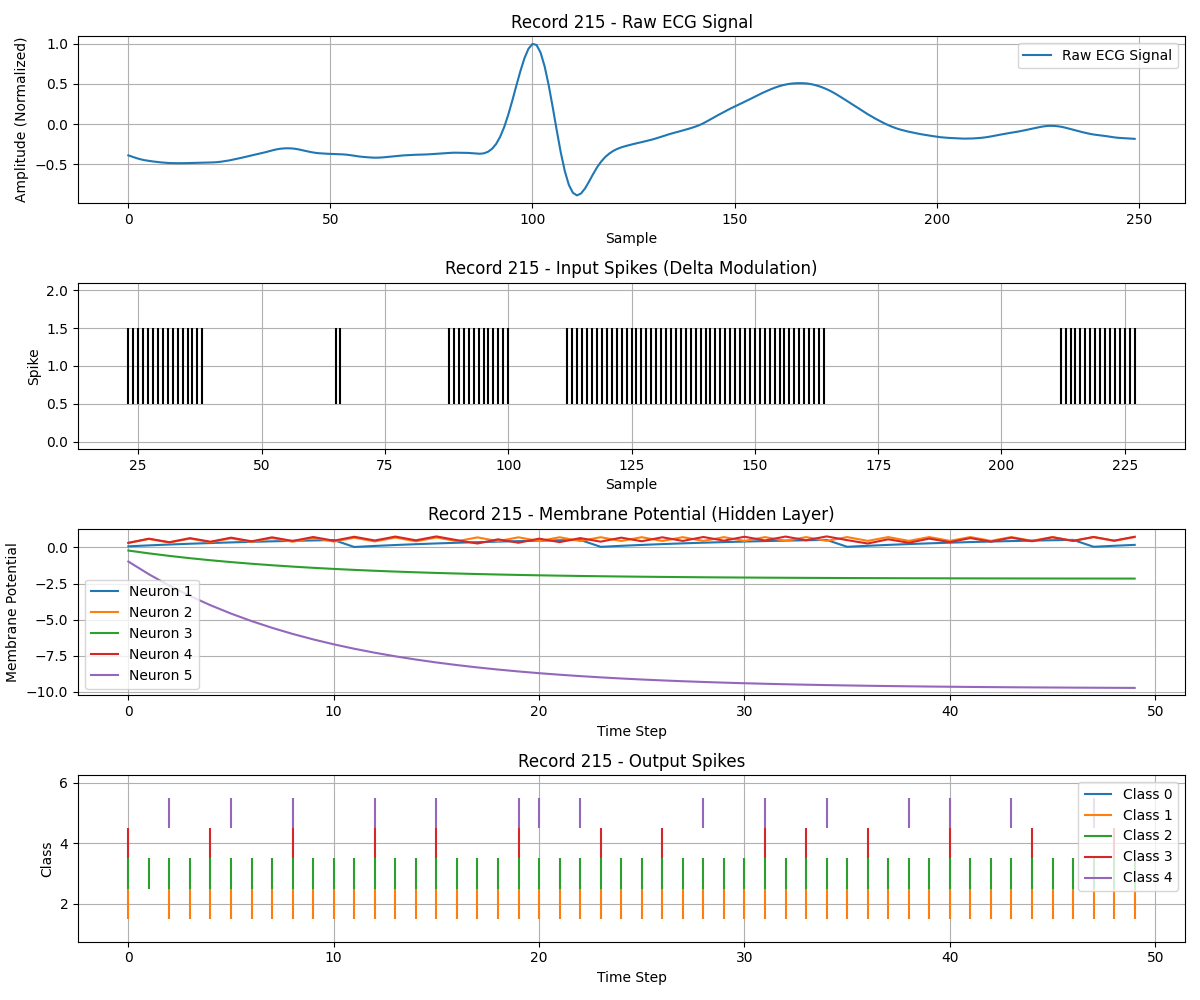 Record 215 - Raw ECG Signal
Amplitude (Normalized)
1.0
0.5
0.0
−0.5
Raw ECG Signal
0 50 100 150 200 250
Sample
Record 215 - Input Spikes (Delta Modulation)
Spike
2.0
1.5
1.0
0.5
0.0
25 50 75 100 125 150 175 200 225
Sample
Record 215 - Membrane Potential (Hidden Layer)
Membrane Potential
0.0
−2.5
−5.0
−7.5
−10.0
Neuron 1
Neuron 2
Neuron 3
Neuron 4
Neuron 5
0 10 20 30 40 50
Time Step
Record 215 - Output Spikes
Class
6
4
2
Class 0
Class 1
Class 2
Class 3
Class 4
0 10 20 30 40 50
Time Step